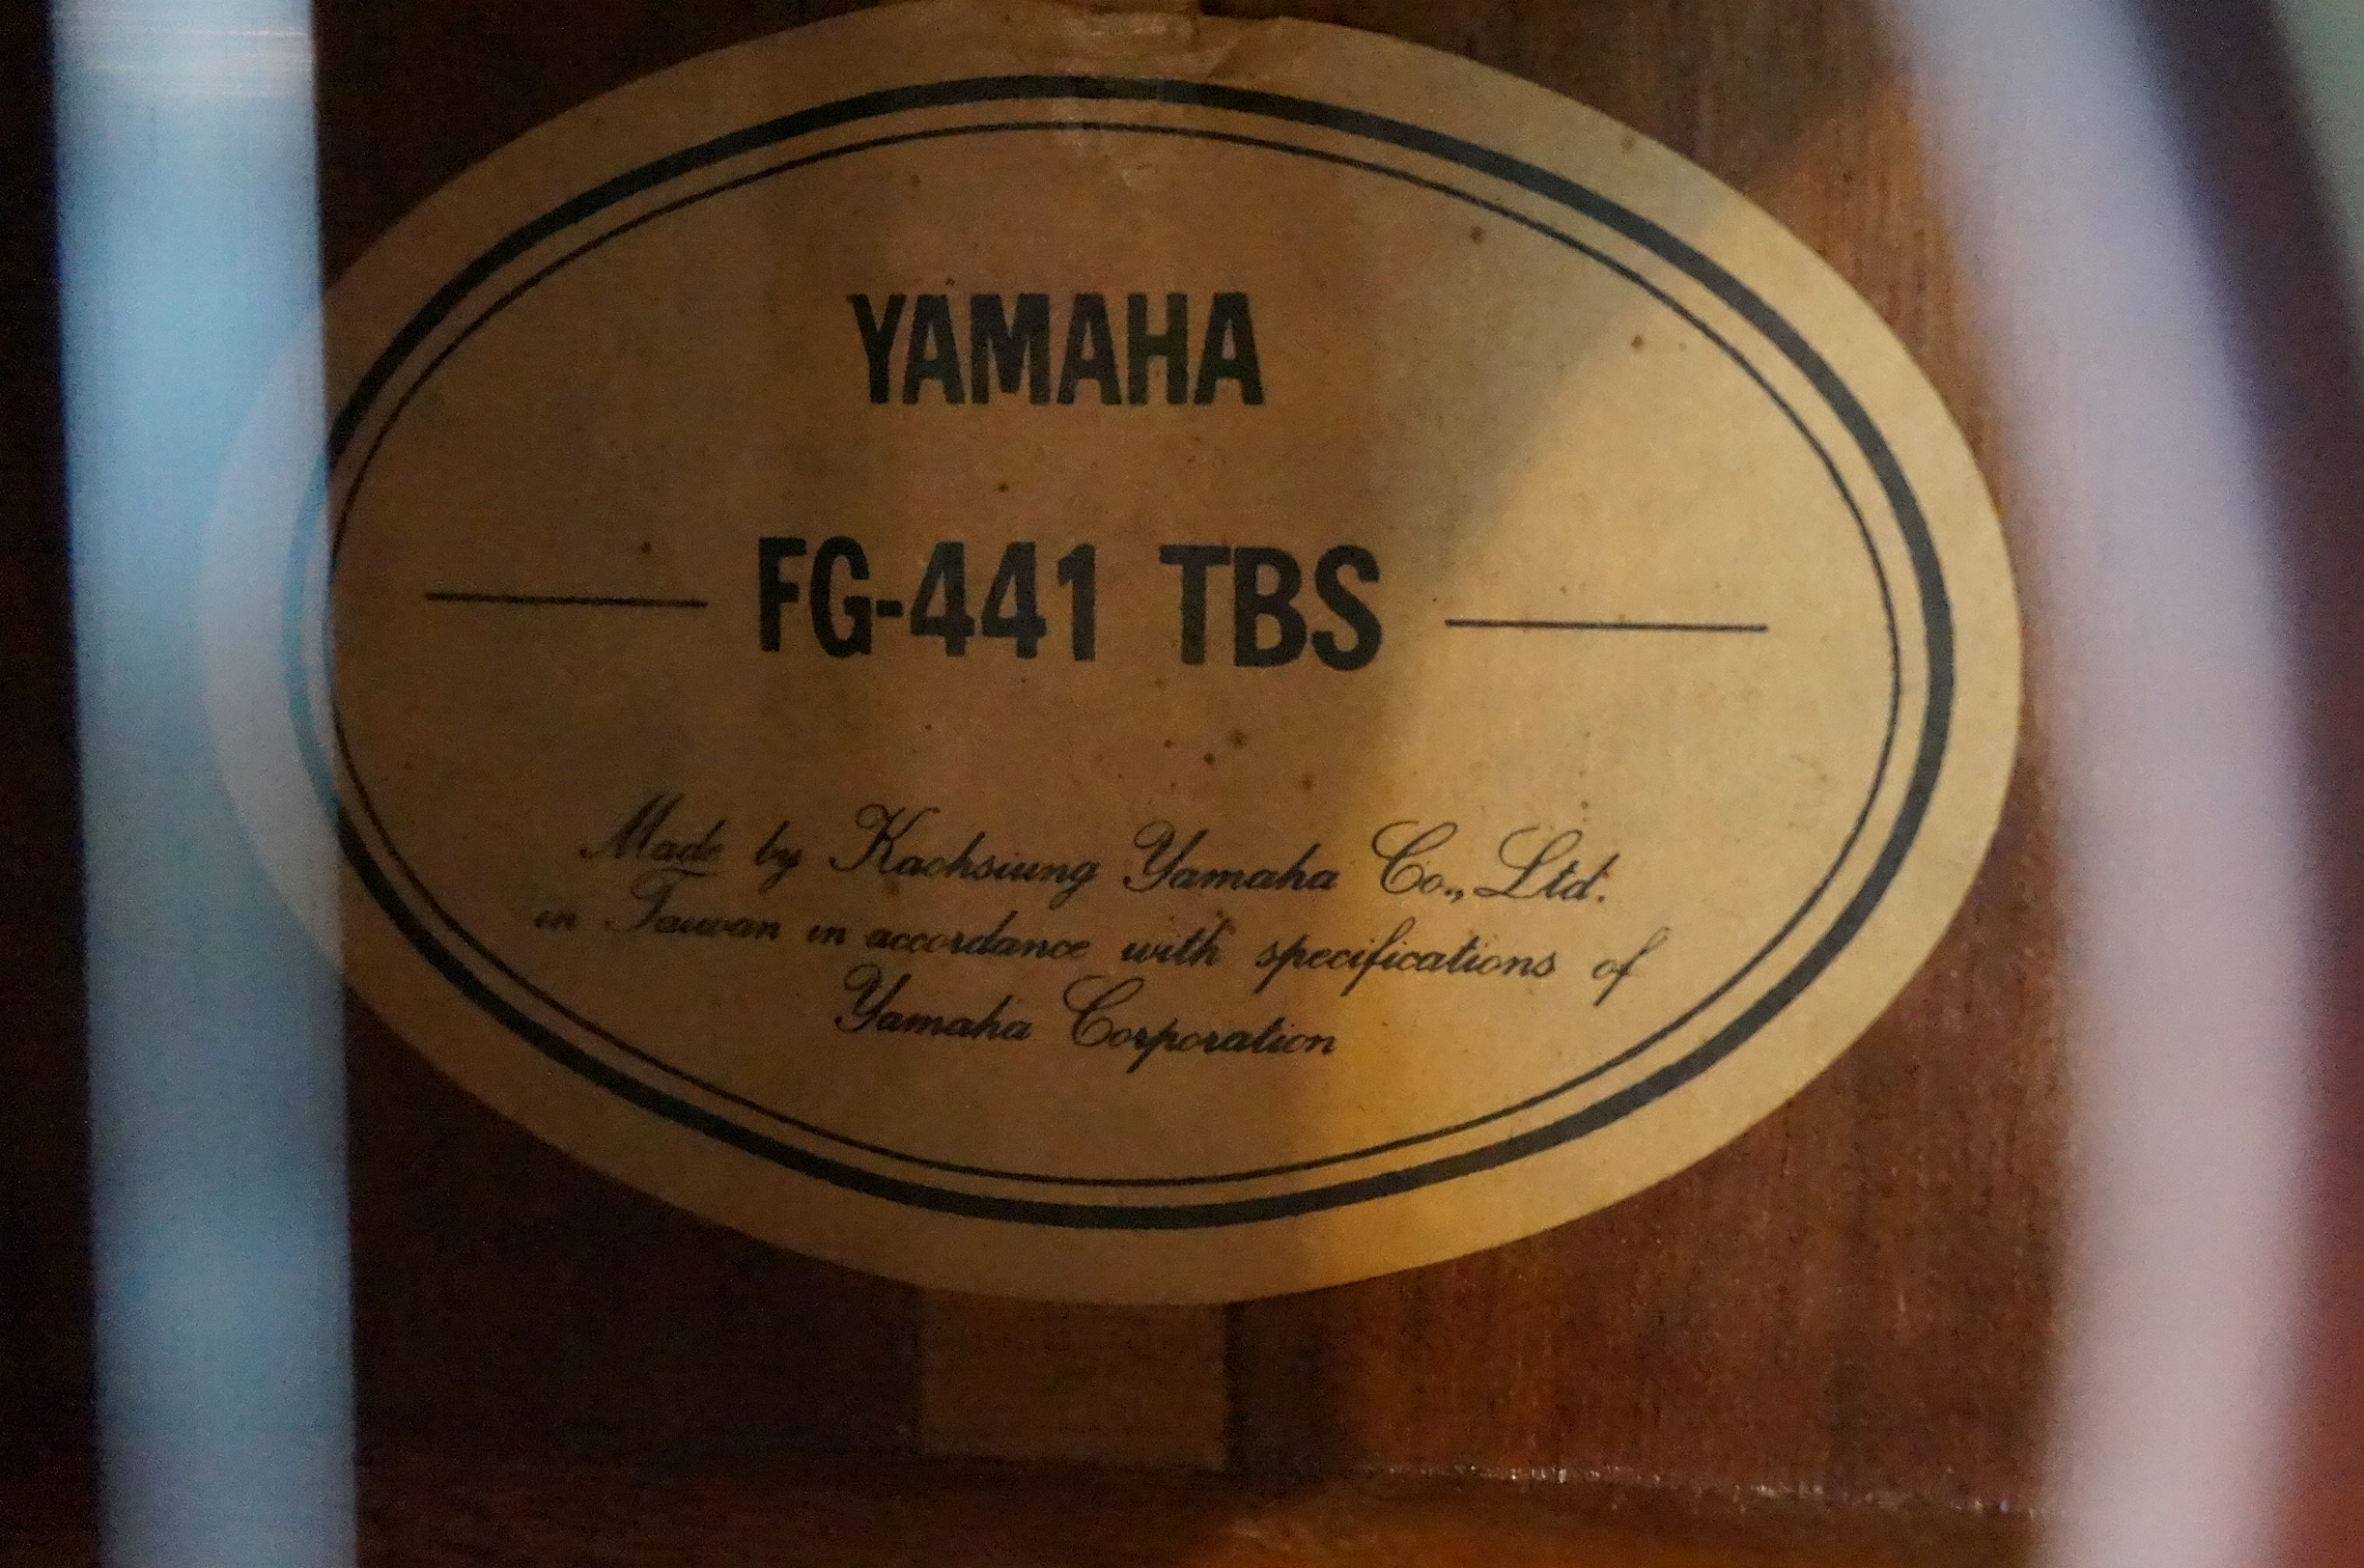 YAMAHA
FG-441 TBS
Made by Kaohsiung Yamaha Co., Ltd.
in Taiwan in accordance with specifications of
Yamaha Corporation